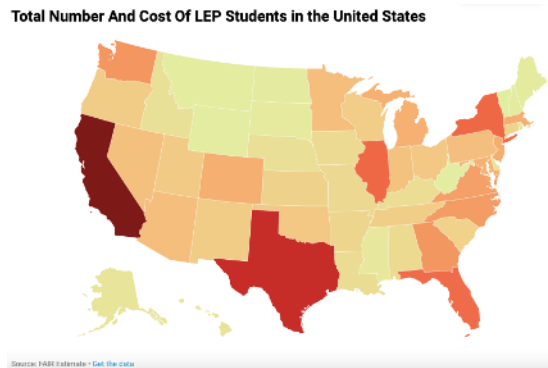 Total Number And Cost Of LEP Students in the United States
Source: FAIR Estimate • Get the data